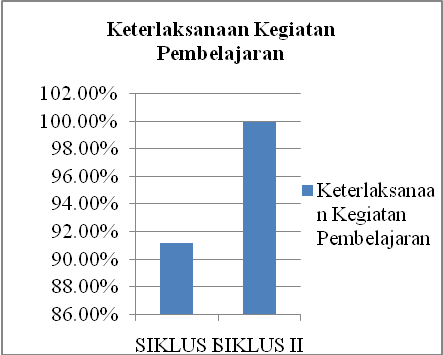 Keterlaksanaan Kegiatan
Pembelajaran
102.00%
100.00%
98.00%
96.00%
94.00%
92.00%
90.00%
88.00%
86.00%
SIKLUS I
SIKLUS II
Keterlaksanaa
n Kegiatan
Pembelajaran